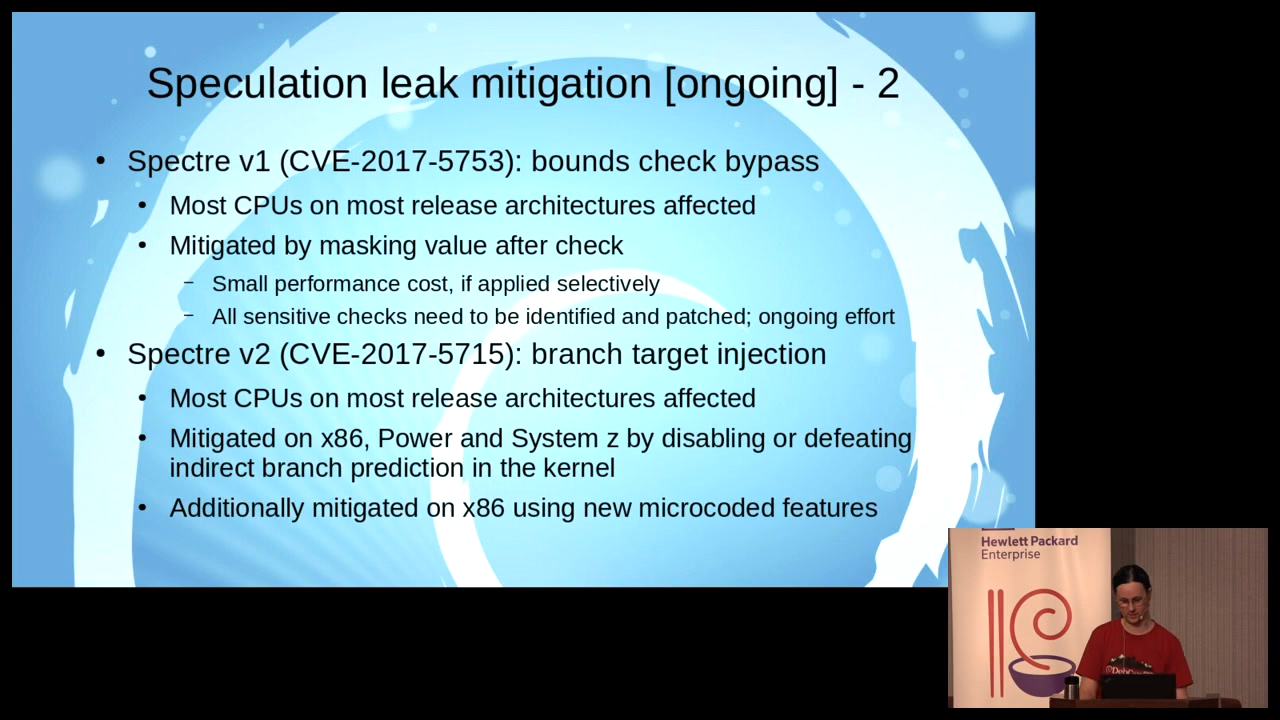 Speculation leak mitigation [ongoing] - 2
• Spectre v1 (CVE-2017-5753): bounds check bypass
• Most CPUs on most release architectures affected
• Mitigated by masking value after check
– Small performance cost, if applied selectively
– All sensitive checks need to be identified and patched; ongoing effort
• Spectre v2 (CVE-2017-5715): branch target injection
• Most CPUs on most release architectures affected
• Mitigated on x86, Power and System z by disabling or defeating
indirect branch prediction in the kernel
• Additionally mitigated on x86 using new microcoded features
Hewlett Packard
Enterprise